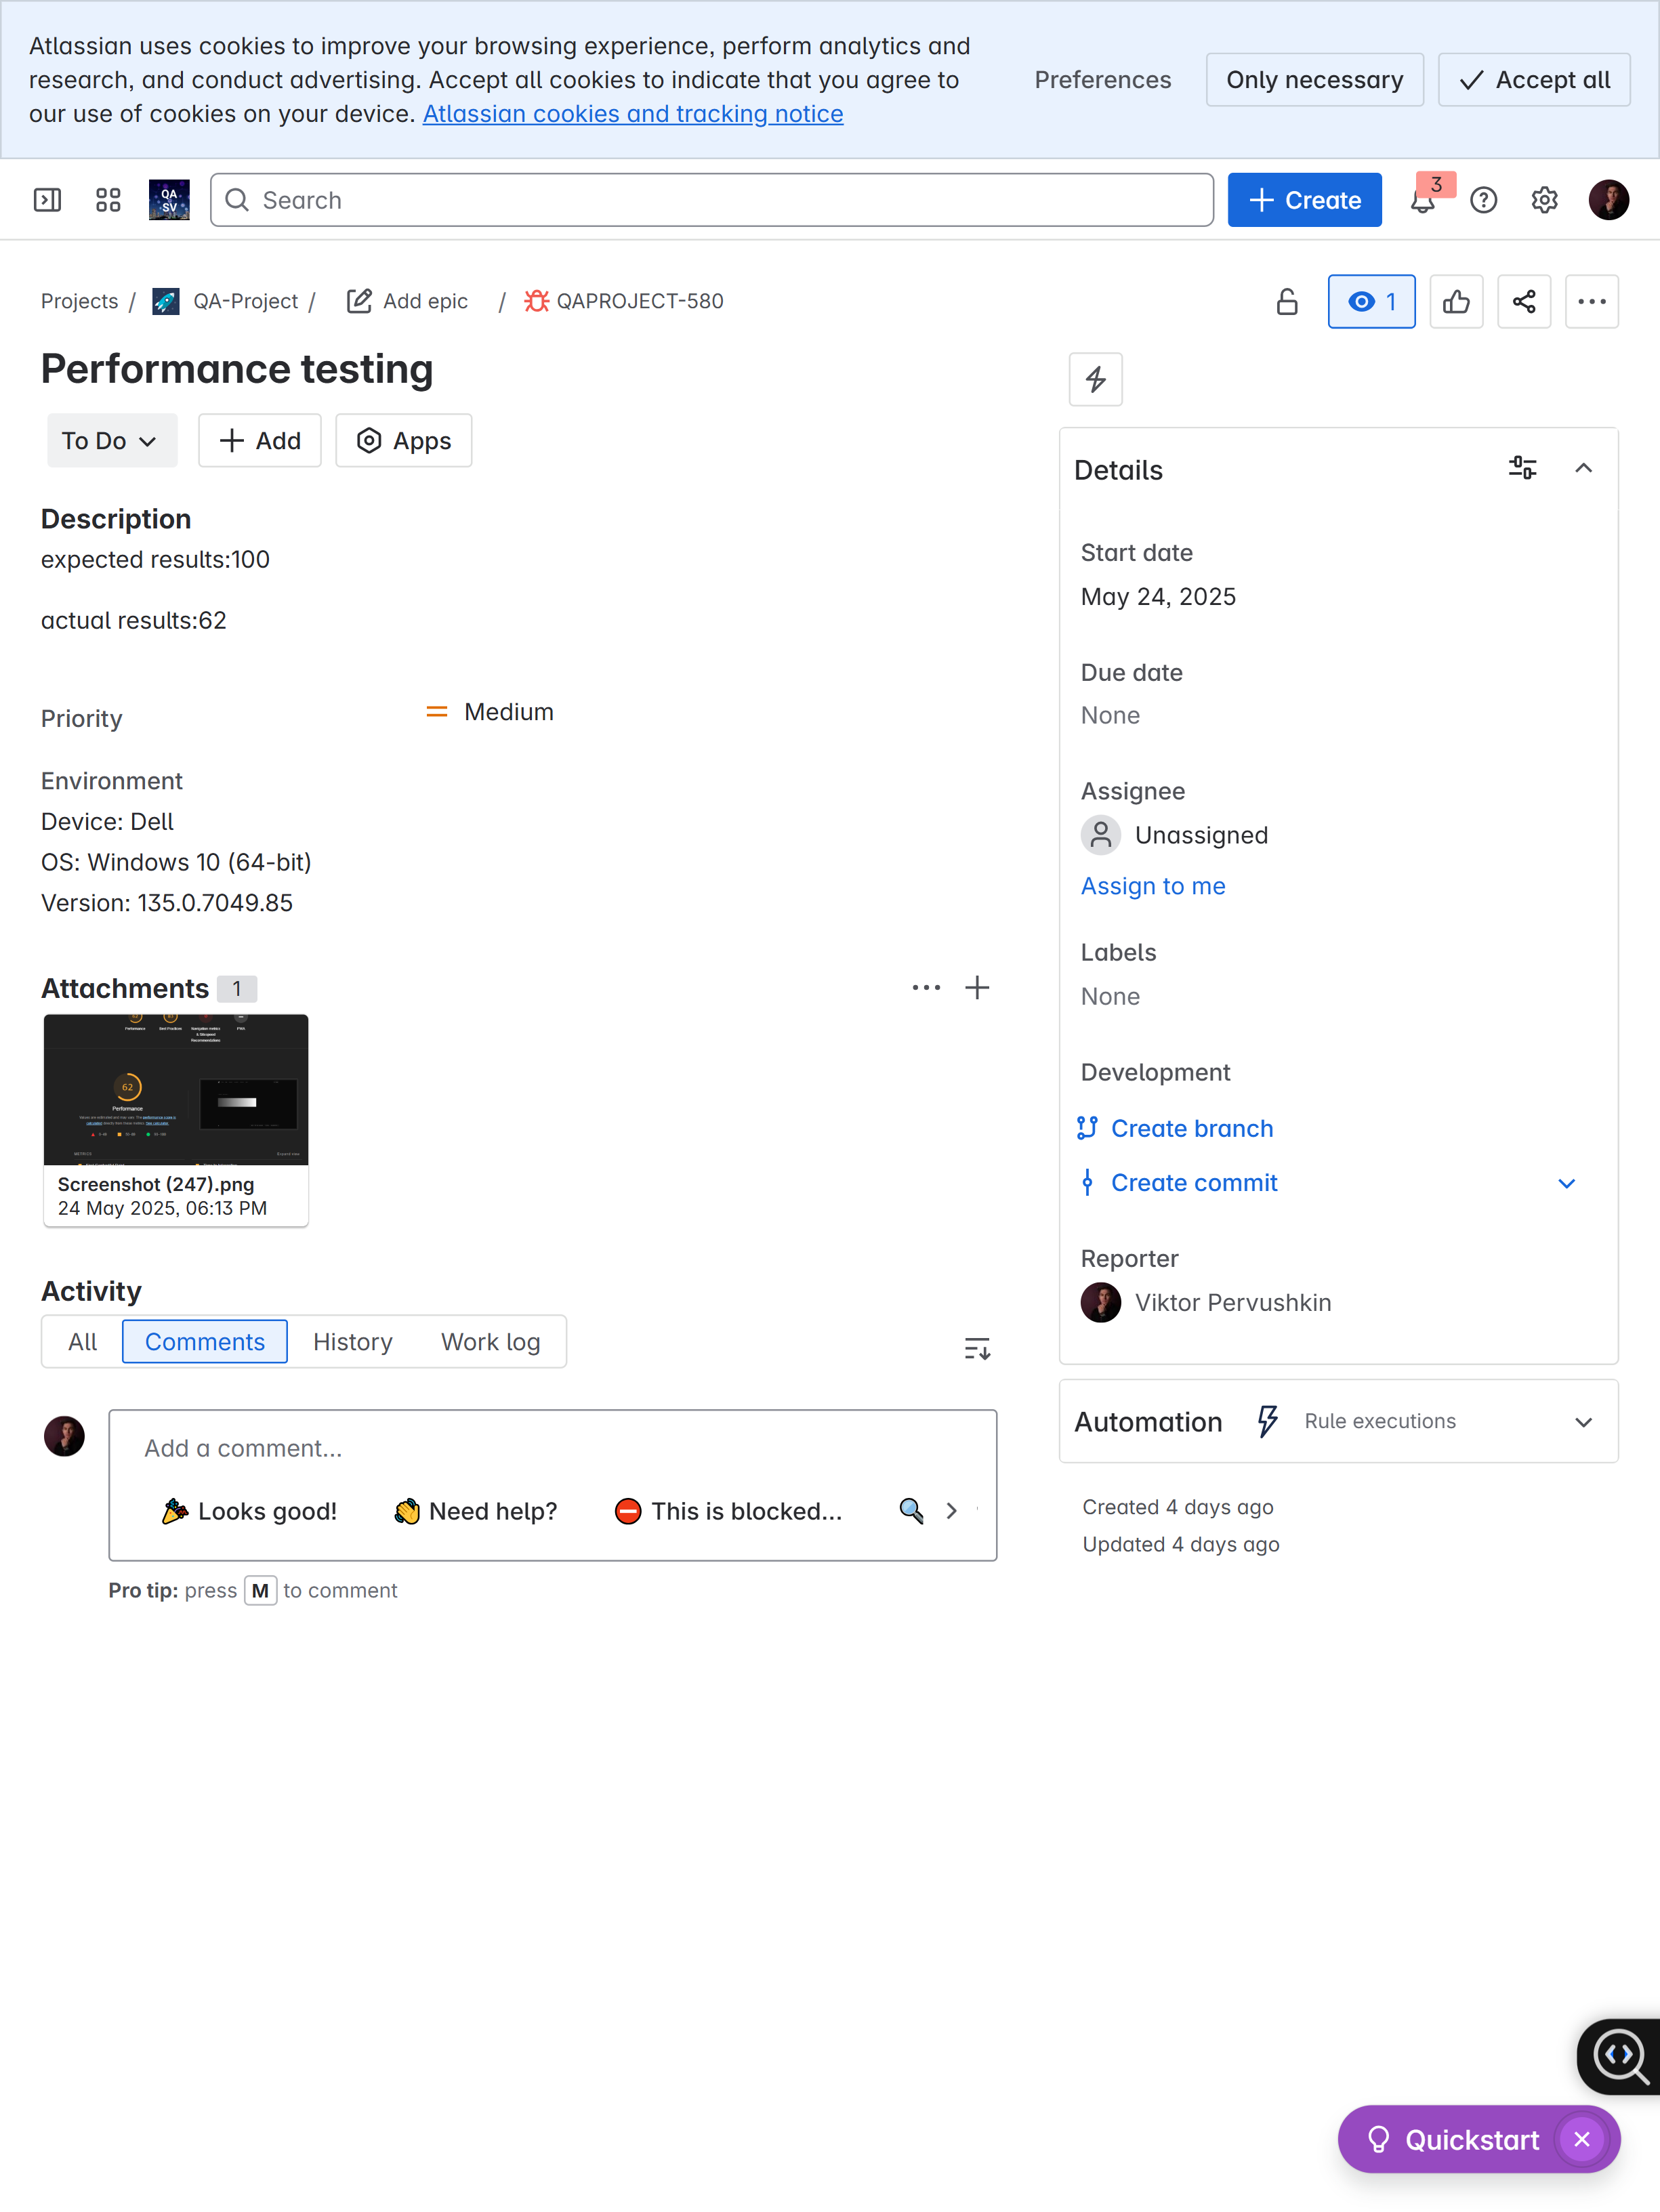 Atlassian uses cookies to improve your browsing experience, perform analytics and
research, and conduct advertising. Accept all cookies to indicate that you agree to
our use of cookies on your device. Atlassian cookies and tracking notice
Preferences
Only necessary
Accept all
QA
SV
Search
Create
3
Projects / QA-Project / Add epic / QAPROJECT-580
1
Performance testing
To Do
Add
Apps
Description
expected results:100
actual results:62
Priority
Medium
Environment
Device: Dell
OS: Windows 10 (64-bit)
Version: 135.0.7049.85
Attachments 1
Performance
Best Practices
62
Performance
METRICS
Expand view
Screenshot (247).png
24 May 2025, 06:13 PM
Activity
All
Comments
History
Work log
Add a comment...
Looks good!
Need help?
This is blocked...
Pro tip: press M to comment
Details
Start date
May 24, 2025
Due date
None
Assignee
Unassigned
Assign to me
Labels
None
Development
Create branch
Create commit
Reporter
Viktor Pervushkin
Automation
Rule executions
Created 4 days ago
Updated 4 days ago
Quickstart